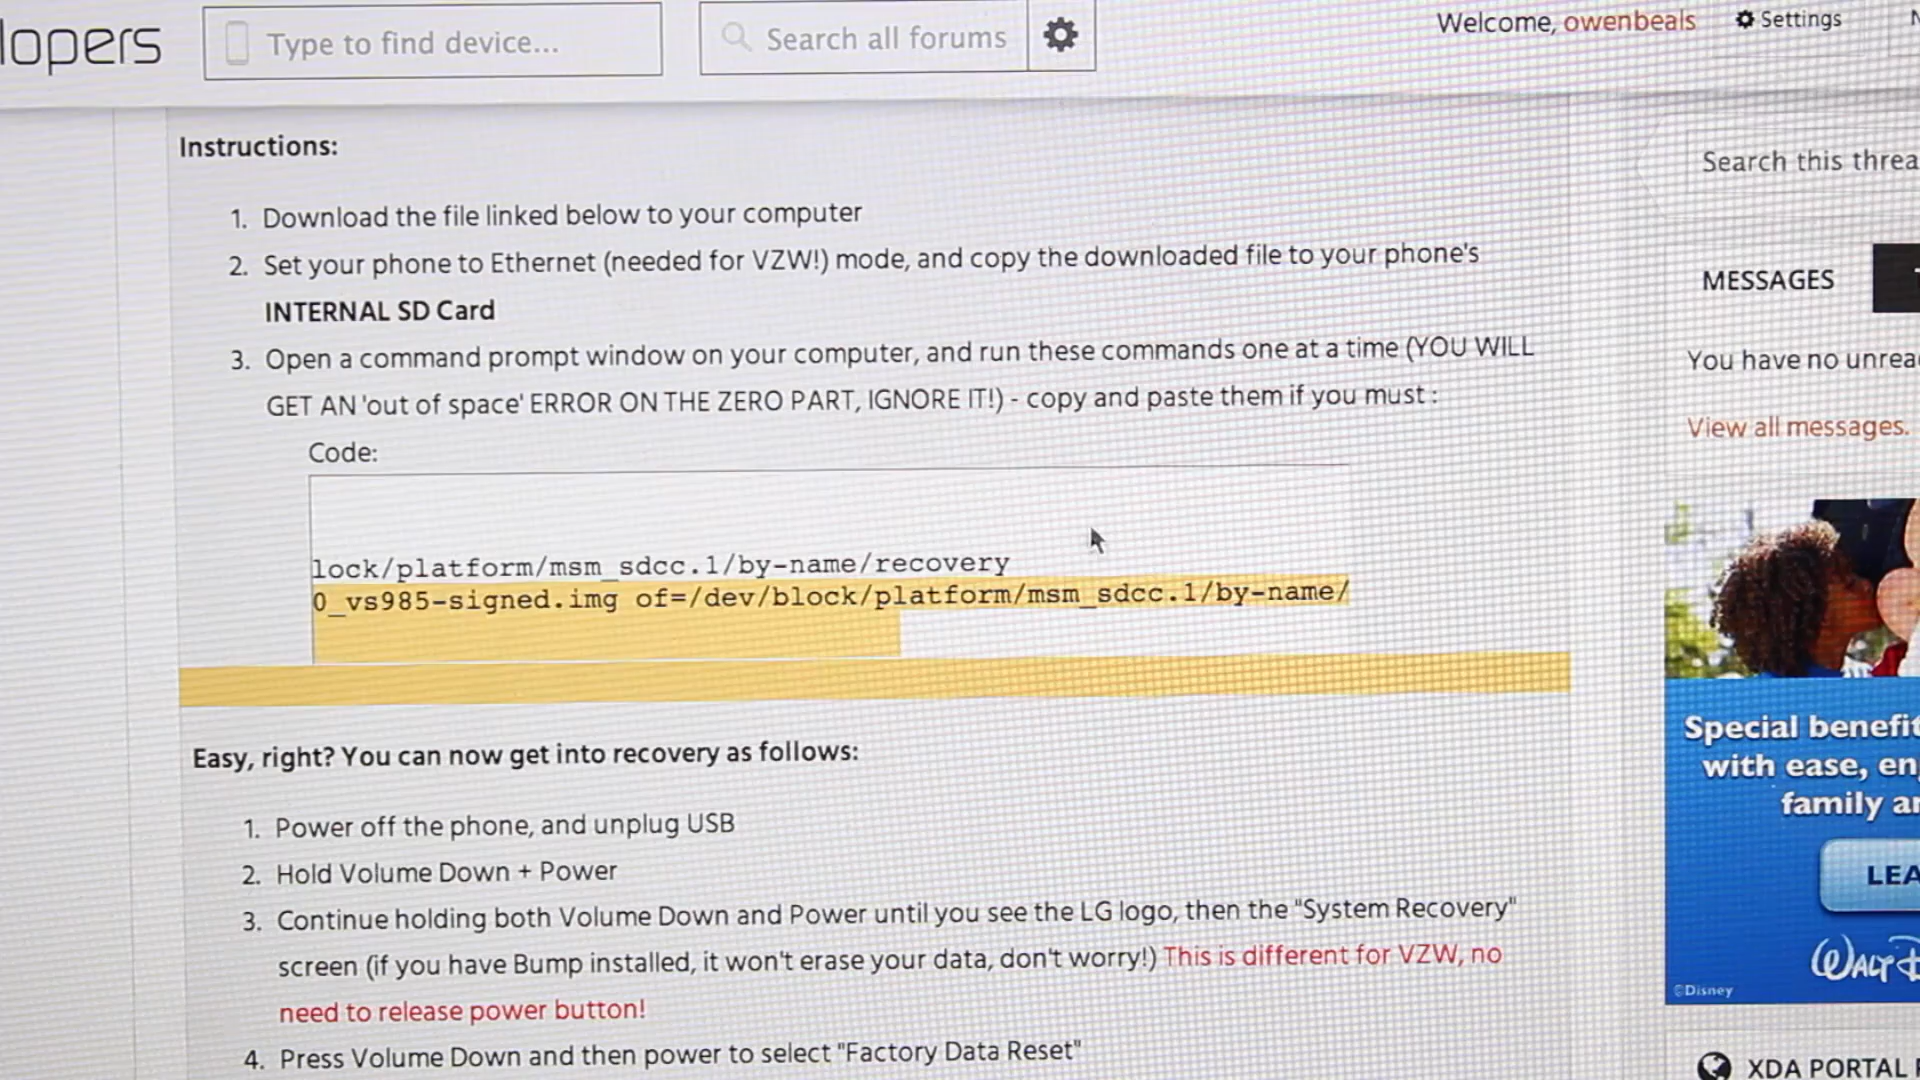 lopers
Type to find device...
Search all forums
Welcome, owenbeals
Settings
Instructions:
1. Download the file linked below to your computer
2. Set your phone to Ethernet (needed for VZW!) mode, and copy the downloaded file to your phone's
INTERNAL SD Card
3. Open a command prompt window on your computer, and run these commands one at a time (YOU WILL
GET AN 'out of space' ERROR ON THE ZERO PART, IGNORE IT!) - copy and paste them if you must :
Code:
lock/platform/msm_sdcc.1/by-name/recovery
0_vs985-signed.img of=/dev/block/platform/msm_sdcc.1/by-name/
Easy, right? You can now get into recovery as follows:
1. Power off the phone, and unplug USB
2. Hold Volume Down + Power
3. Continue holding both Volume Down and Power until you see the LG logo, then the "System Recovery"
screen (if you have Bump installed, it won't erase your data, don't worry!) This is different for VZW, no
need to release power button!
4. Press Volume Down and then power to select "Factory Data Reset"
Search this threa
MESSAGES
You have no unrea
View all messages.
Special benefit
with ease, en
family a
LEA
WALT D
©Disney
XDA PORTAL